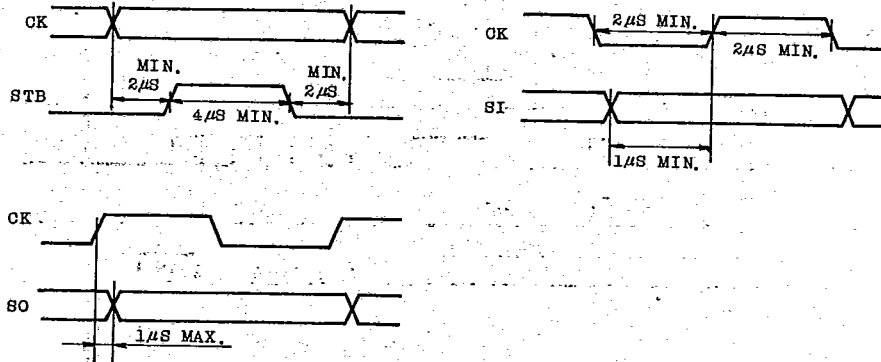 CK
MIN.
2µS
MIN.
2µS
STB
4µS MIN.
CK
2µS MIN.
2µS MIN.
SI
1µS MIN.
CK
SO
1µS MAX.